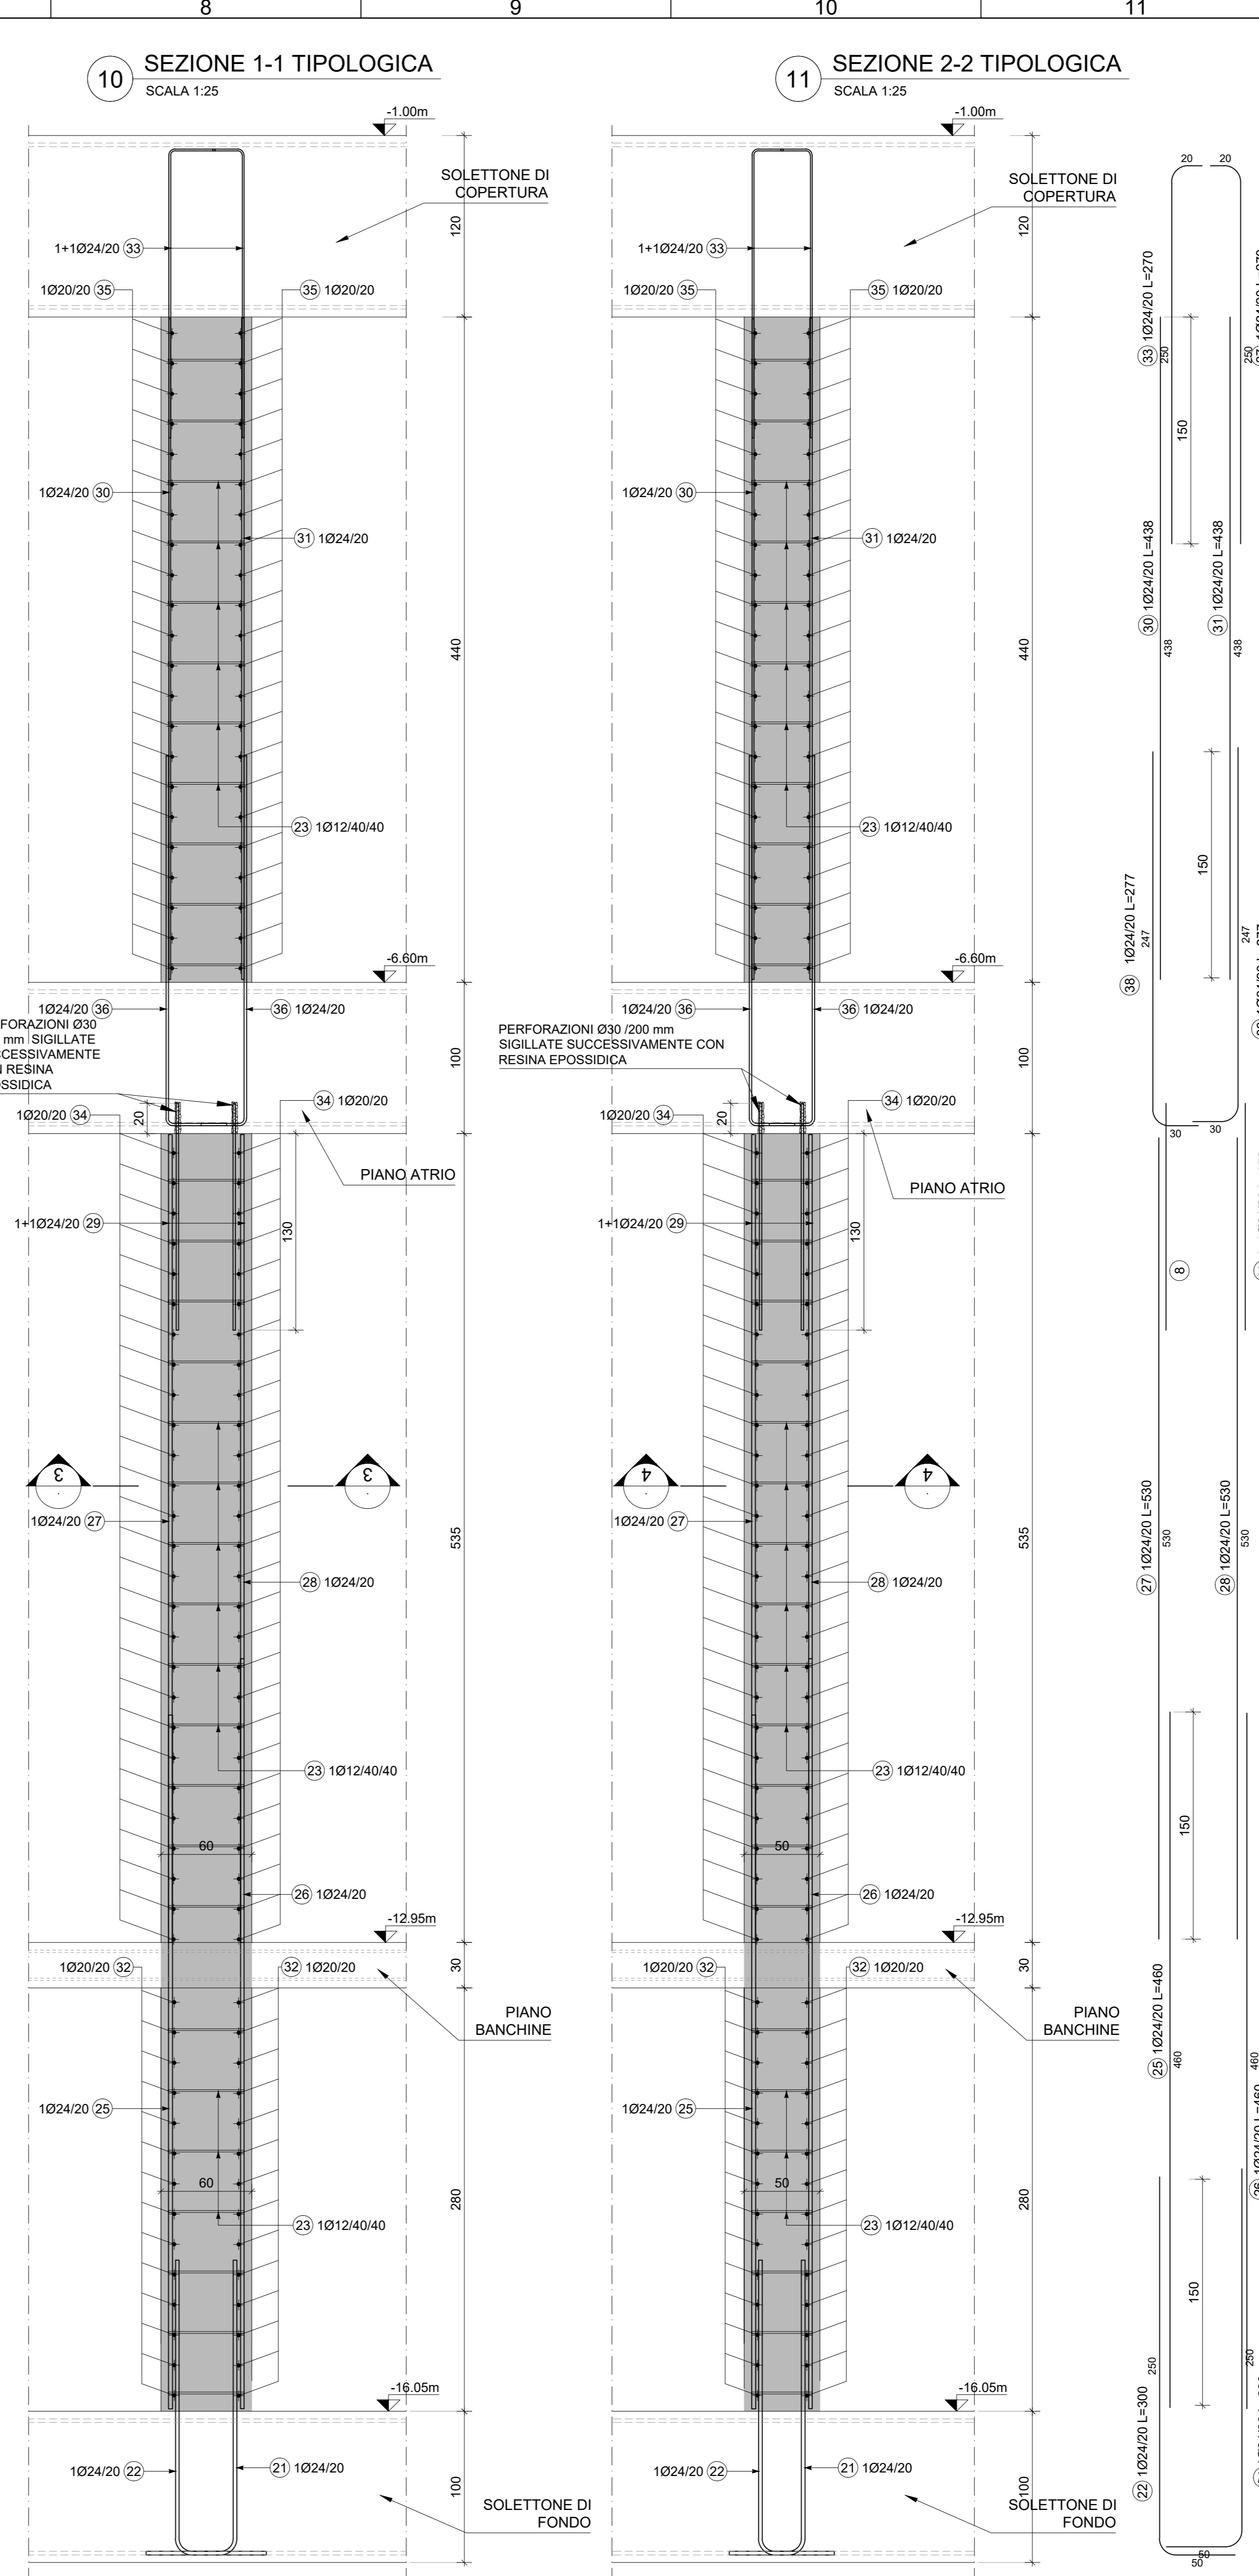 8
9
10
11
10
SEZIONE 1-1 TIPOLOGICA
SCALA 1:25
-1.00m
SOLETTONE DI
COPERTURA
120
1+1Ø24/20 33
1Ø20/20 35
35 1Ø20/20
1Ø24/20 30
31 1Ø24/20
440
23 1Ø12/40/40
-6.60m
1Ø24/20 36
36 1Ø24/20
100
mm SIGILLATE
20
1Ø20/20 34
34 1Ø20/20
PIANO ATRIO
1+1Ø24/20 29
130
3
3
1Ø24/20 27
535
28 1Ø24/20
23 1Ø12/40/40
60
26 1Ø24/20
-12.95m
1Ø20/20 32
32 1Ø20/20
30
PIANO
BANCHINE
1Ø24/20 25
60
280
23 1Ø12/40/40
-16.05m
1Ø24/20 22
21 1Ø24/20
100
SOLETTONE DI
FONDO
11
SEZIONE 2-2 TIPOLOGICA
SCALA 1:25
-1.00m
SOLETTONE DI
COPERTURA
120
1+1Ø24/20 33
1Ø20/20 35
35 1Ø20/20
1Ø24/20 30
31 1Ø24/20
440
23 1Ø12/40/40
-6.60m
1Ø24/20 36
36 1Ø24/20
100
PERFORAZIONI Ø30 /200 mm
SIGILLATE SUCCESSIVAMENTE CON
RESINA EPOSSIDICA
20
1Ø20/20 34
34 1Ø20/20
PIANO ATRIO
1+1Ø24/20 29
130
4
4
1Ø24/20 27
535
28 1Ø24/20
23 1Ø12/40/40
50
26 1Ø24/20
-12.95m
1Ø20/20 32
32 1Ø20/20
30
PIANO
BANCHINE
1Ø24/20 25
50
280
23 1Ø12/40/40
-16.05m
1Ø24/20 22
21 1Ø24/20
100
SOLETTONE DI
FONDO
20
20
33 1Ø24/20 L=270
250
250
150
30 1Ø24/20 L=438
438
31 1Ø24/20 L=438
438
150
38 1Ø24/20 L=277
247
247
30
30
8
27 1Ø24/20 L=530
530
28 1Ø24/20 L=530
530
150
25 1Ø24/20 L=460
460
26 1Ø24/20 L=460
460
150
22 1Ø24/20 L=300
250
250
50
50